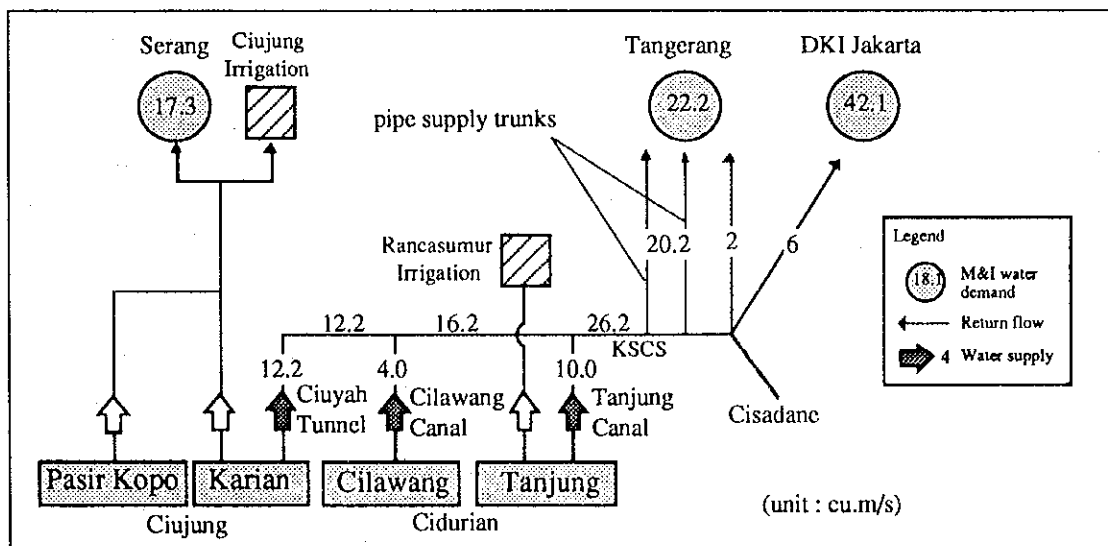 Serang
Ciujung
Irrigation
Tangerang
DKI Jakarta
17.3
22.2
42.1
pipe supply trunks
Rancasumur
Irrigation
20.2
2
6
Legend
18.1
M&I water
demand
Return flow
4 Water supply
12.2
16.2
26.2
KSCS
12.2
4.0
10.0
Ciuyah
Tunnel
Cilawang
Canal
Tanjung
Canal
Cisadane
Pasir Kopo
Karian
Cilawang
Tanjung
Ciujung
Cidurian
(unit : cu.m/s)